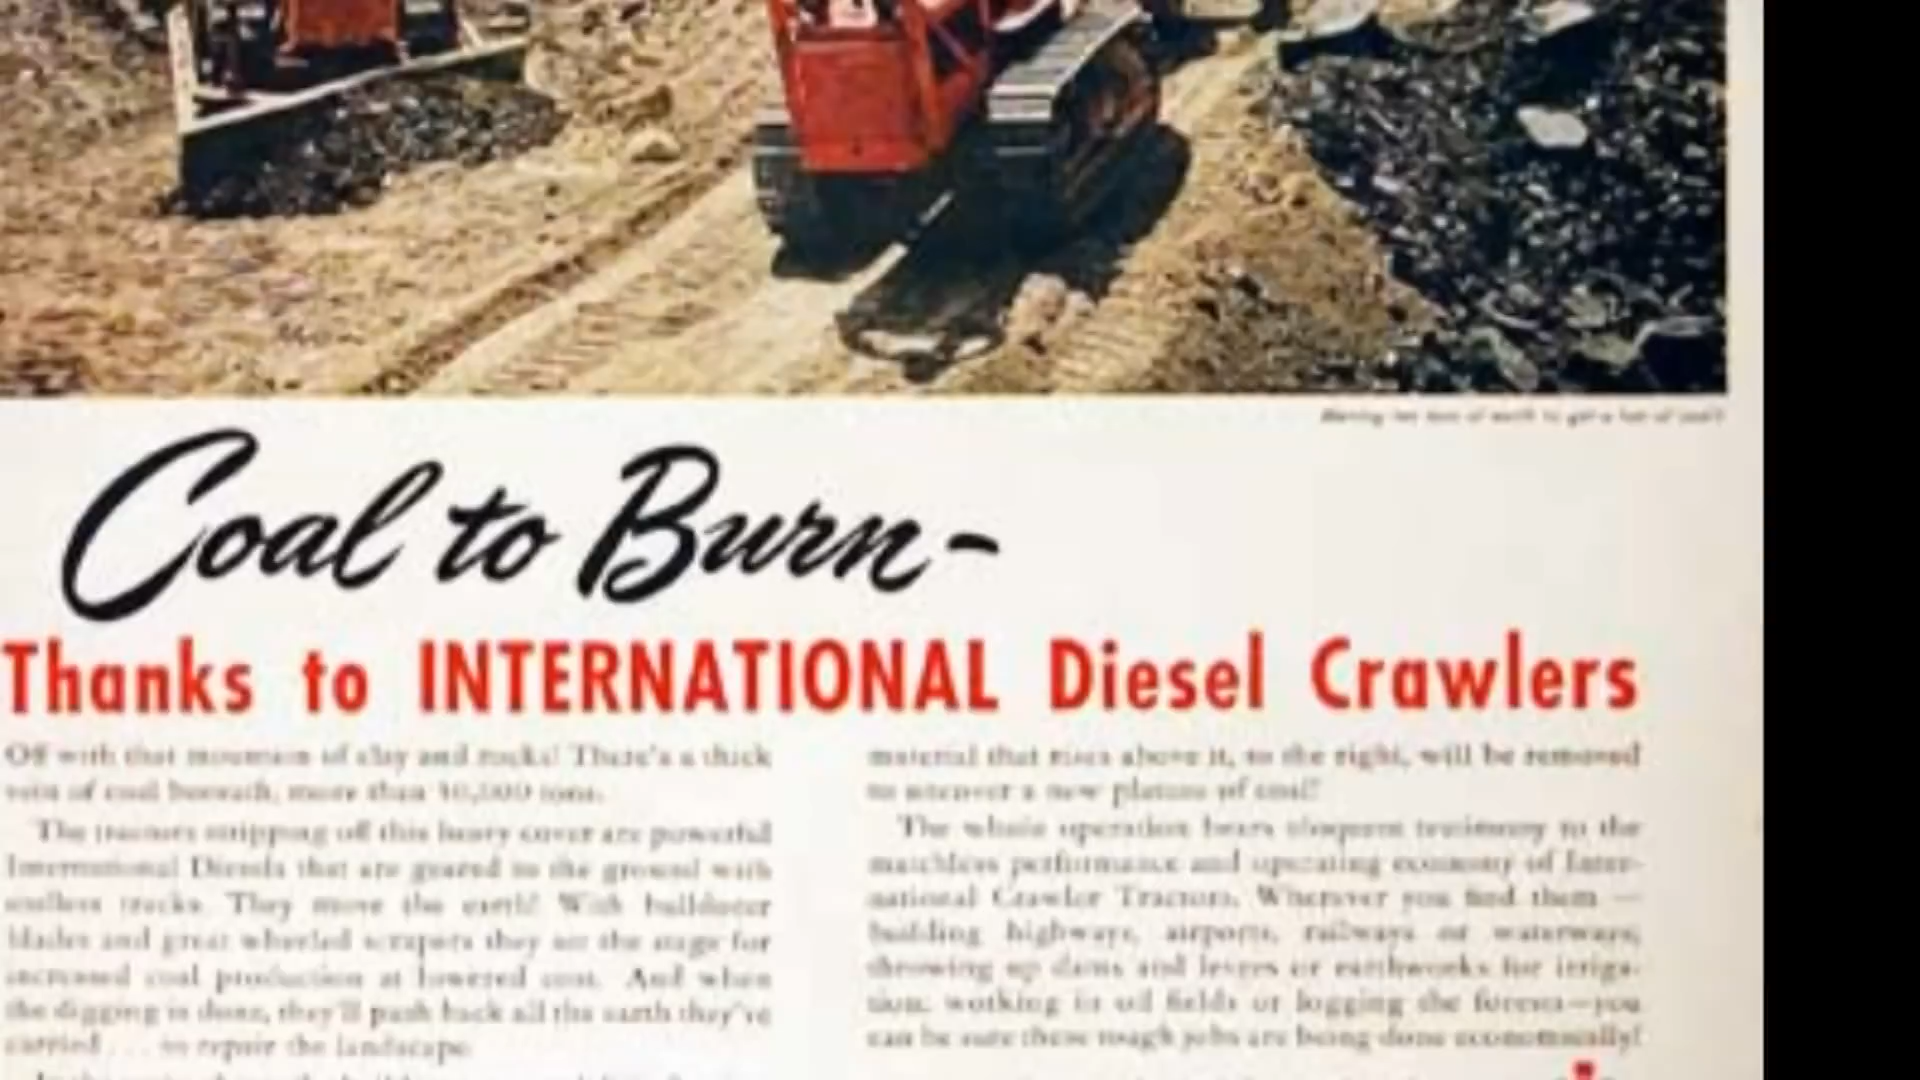 Coal to Burn-
Thanks to INTERNATIONAL Diesel Crawlers
Off with that mountain of clay and rocks! There's a thick
vein of coal beneath, more than tons.
The tractors stripping off this heavy cover are powerful
International Diesels that are geared to the ground with
endless tracks. They move the earth! With bulldozer
blades and great wheeled scrapers they set the stage for
increased coal production at lowered cost. And when
the digging is done, they'll push back all the earth they've
carried . . . to repair the landscape.
material that rises above it, to the right, will be removed
to uncover a new plateau of coal!
The whole operation bears eloquent testimony to the
matchless performance and operating economy of Inter-
national Crawler Tractors. Wherever you find them —
building highways, airports, railways or waterways;
throwing up dams and levees or earthworks for irriga-
tion; working in oil fields or logging the forests—you
can be sure these tough jobs are being done economically!